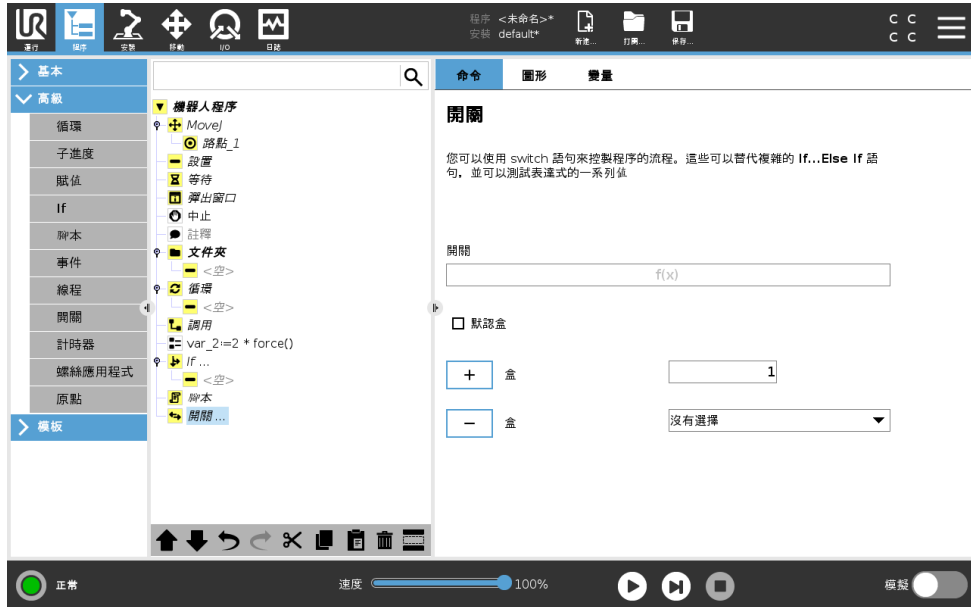 UR
運行
程序
安裝
移動
I/O
日誌
程序 <未命名>*
安裝 default*
新建...
打開...
保存...
C C
C C
基本
高級
循環
子進度
賦值
If
腳本
事件
線程
開關
計時器
螺絲應用程式
原點
模板
機器人程序
MoveJ
路點_1
設置
等待
彈出窗口
中止
註釋
文件夾
<空>
循環
<空>
調用
var_2:=2 * force()
If ...
<空>
腳本
開關 ...
命令
圖形
變量
開關
您可以使用 switch 語句來控製程序的流程。這些可以替代複雜的 If...Else If 語
句，並可以測試表達式的一系列值
開關
f(x)
默認盒
+ 盒 1
− 盒 沒有選擇
正常
速度 100%
模擬